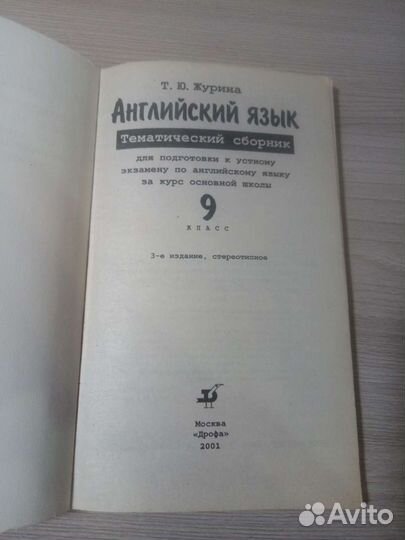 Т. Ю. Журина
Английский язык
Тематический сборник
для подготовки к устному
экзамену по английскому языку
за курс основной школы
9
КЛАСС
3-е издание, стереотипное
Москва
«Дрофа»
2001
Avito